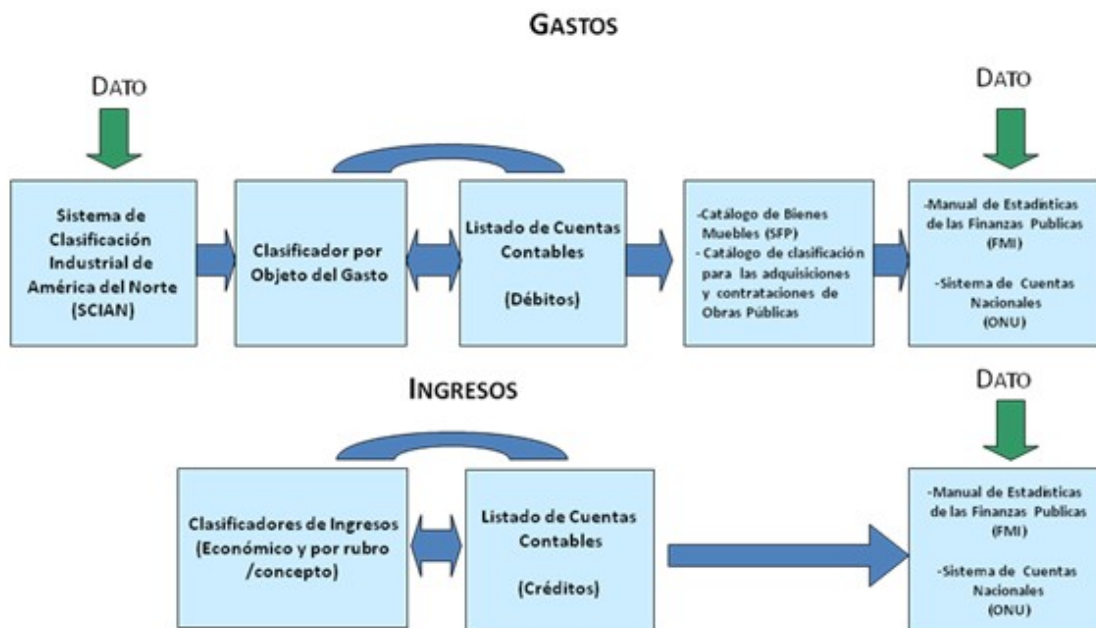 GASTOS
DATO
DATO
Sistema de
Clasificación
Industrial de
América del Norte
(SCIAN)
Clasificador por
Objeto del Gasto
Listado de Cuentas
Contables
(Débitos)
-Catálogo de Bienes
Muebles (SFP)
- Catálogo de clasificación
para las adquisiciones
y contrataciones de
Obras Públicas
-Manual de Estadísticas
de las Finanzas Publicas
(FMI)
-Sistema de Cuentas
Nacionales
(ONU)
INGRESOS
DATO
Clasificadores de Ingresos
(Económico y por rubro
/concepto)
Listado de Cuentas
Contables
(Créditos)
-Manual de Estadísticas
de las Finanzas Publicas
(FMI)
-Sistema de Cuentas
Nacionales
(ONU)